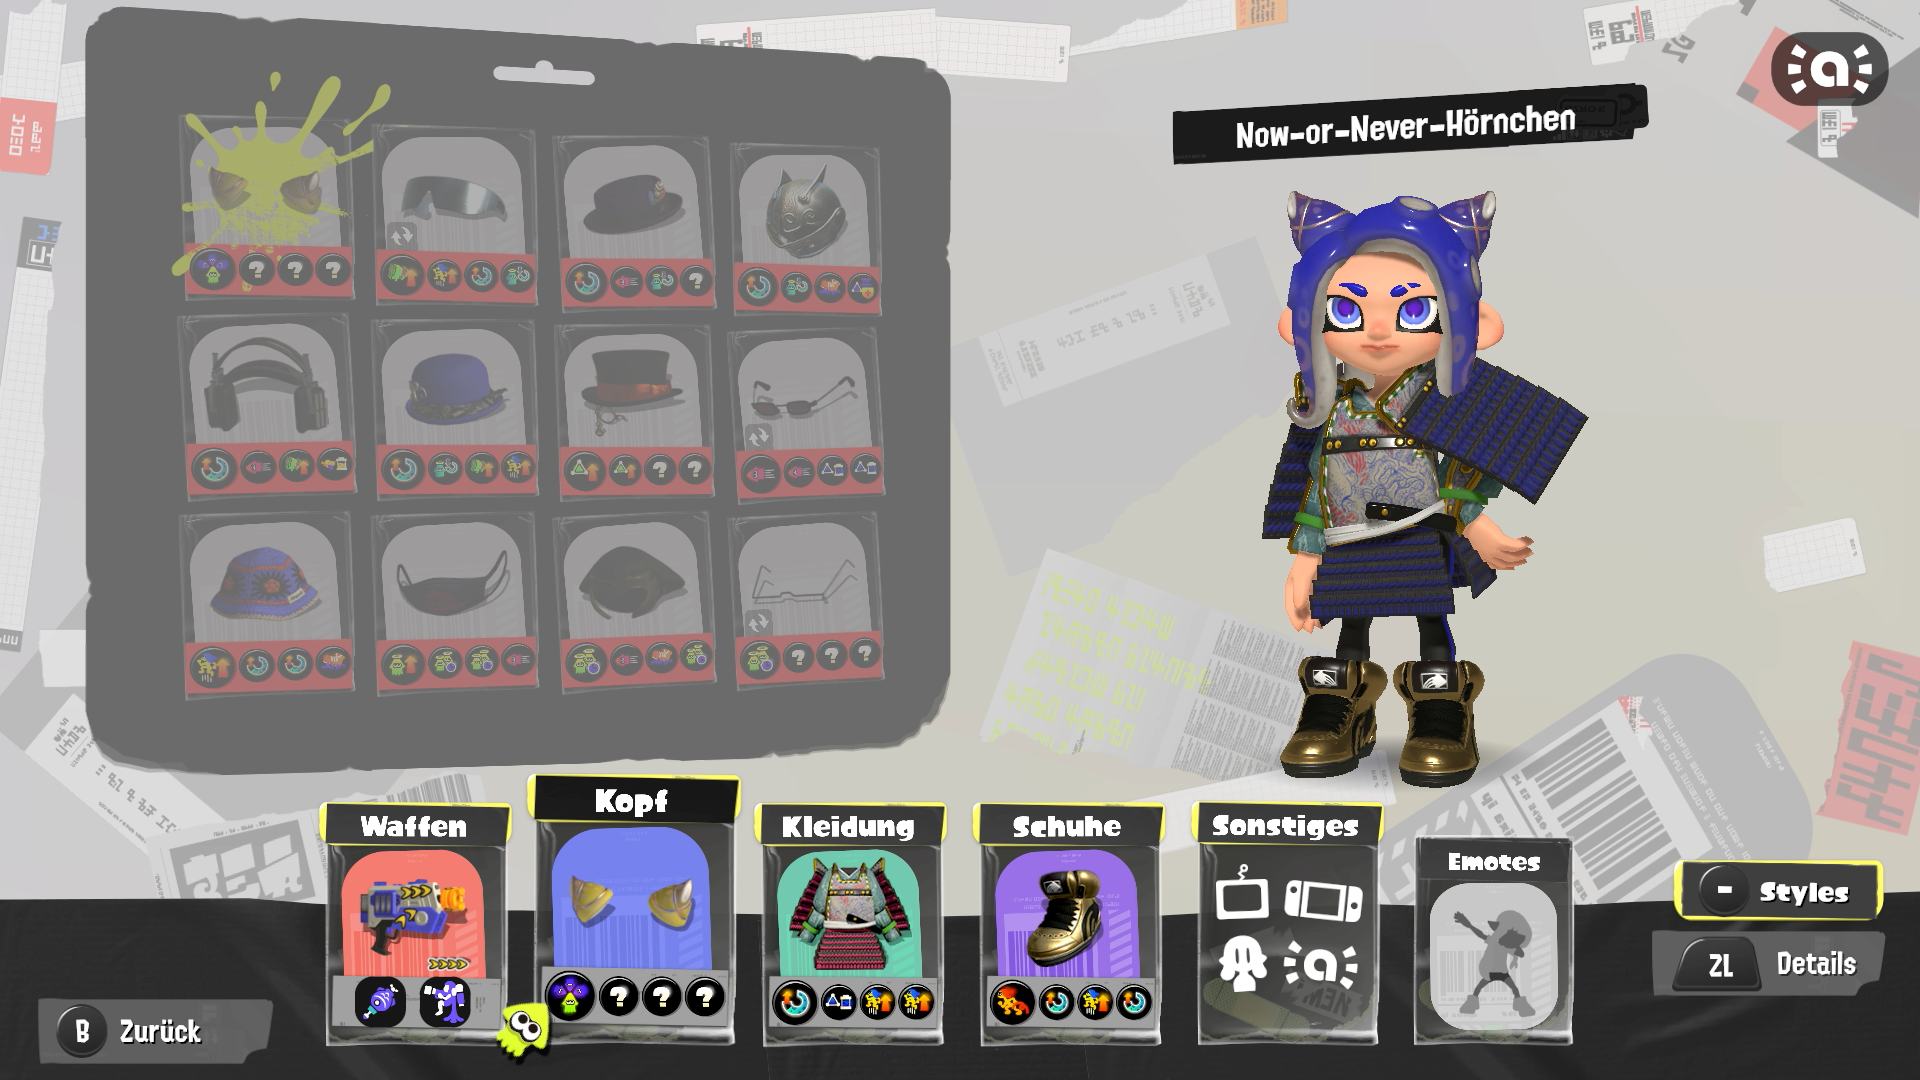 Now-or-Never-Hörnchen
a
Waffen
Kopf
Kleidung
Schuhe
Sonstiges
Emotes
? ? ?
- Styles
ZL Details
B Zurück